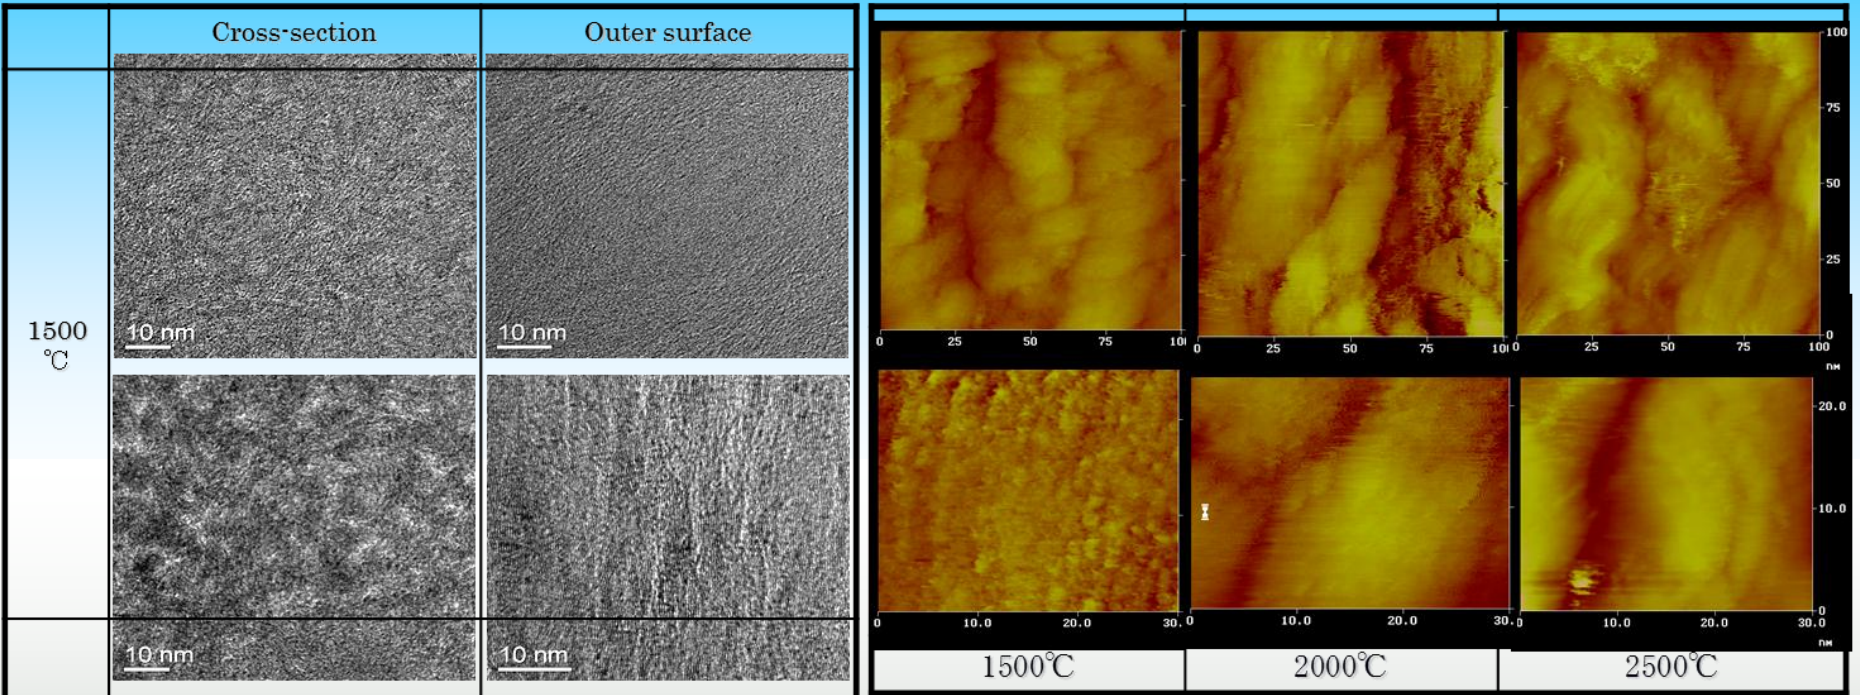 Cross-section
Outer surface
1500
℃
10 nm
10 nm
10 nm
10 nm
100
75
50
25
0
0 25 50 75 10
0 25 50 75 10
0 25 50 75 100
nm
20.0
10.0
0
0 10.0 20.0 30.
0 10.0 20.0 30.
0 10.0 20.0 30.0
nm
1500℃
2000℃
2500℃